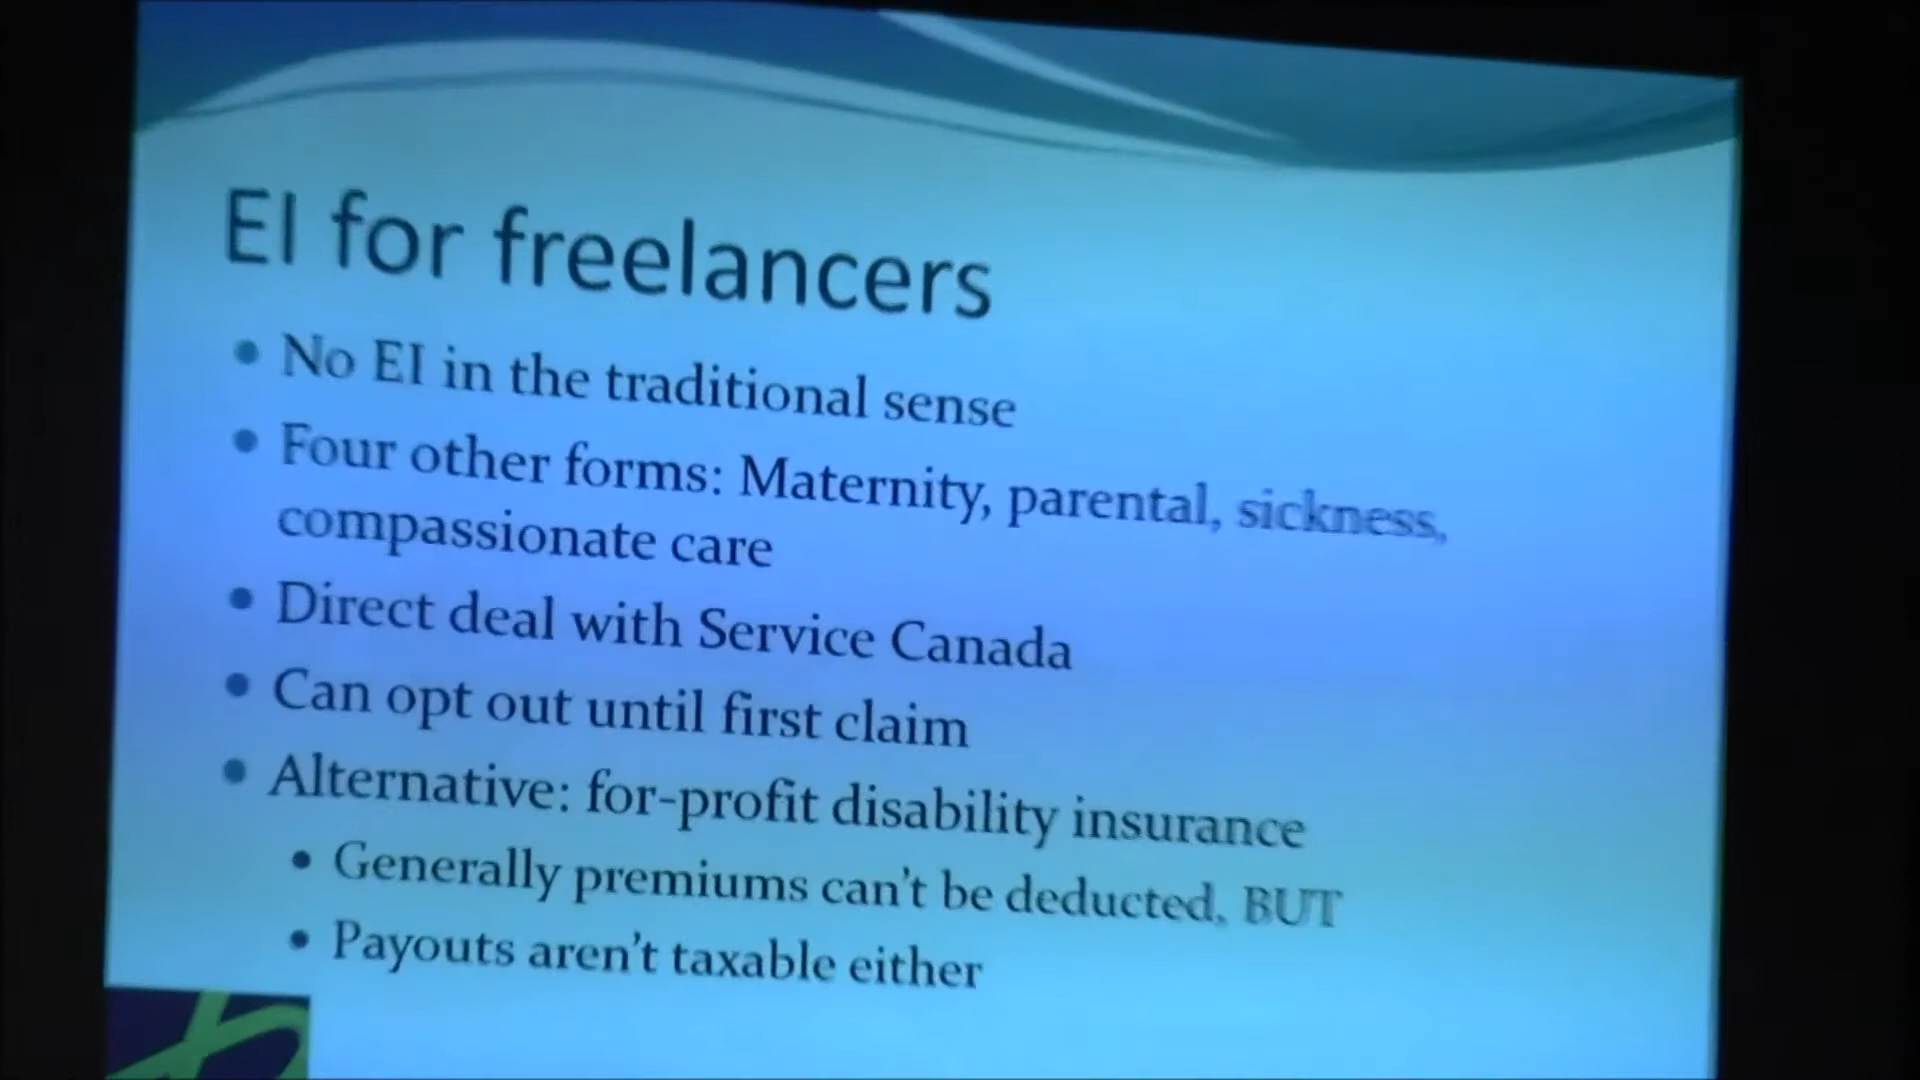 EI for freelancers
• No EI in the traditional sense
• Four other forms: Maternity, parental, sickness,
compassionate care
• Direct deal with Service Canada
• Can opt out until first claim
• Alternative: for-profit disability insurance
• Generally premiums can't be deducted, BUT
• Payouts aren't taxable either